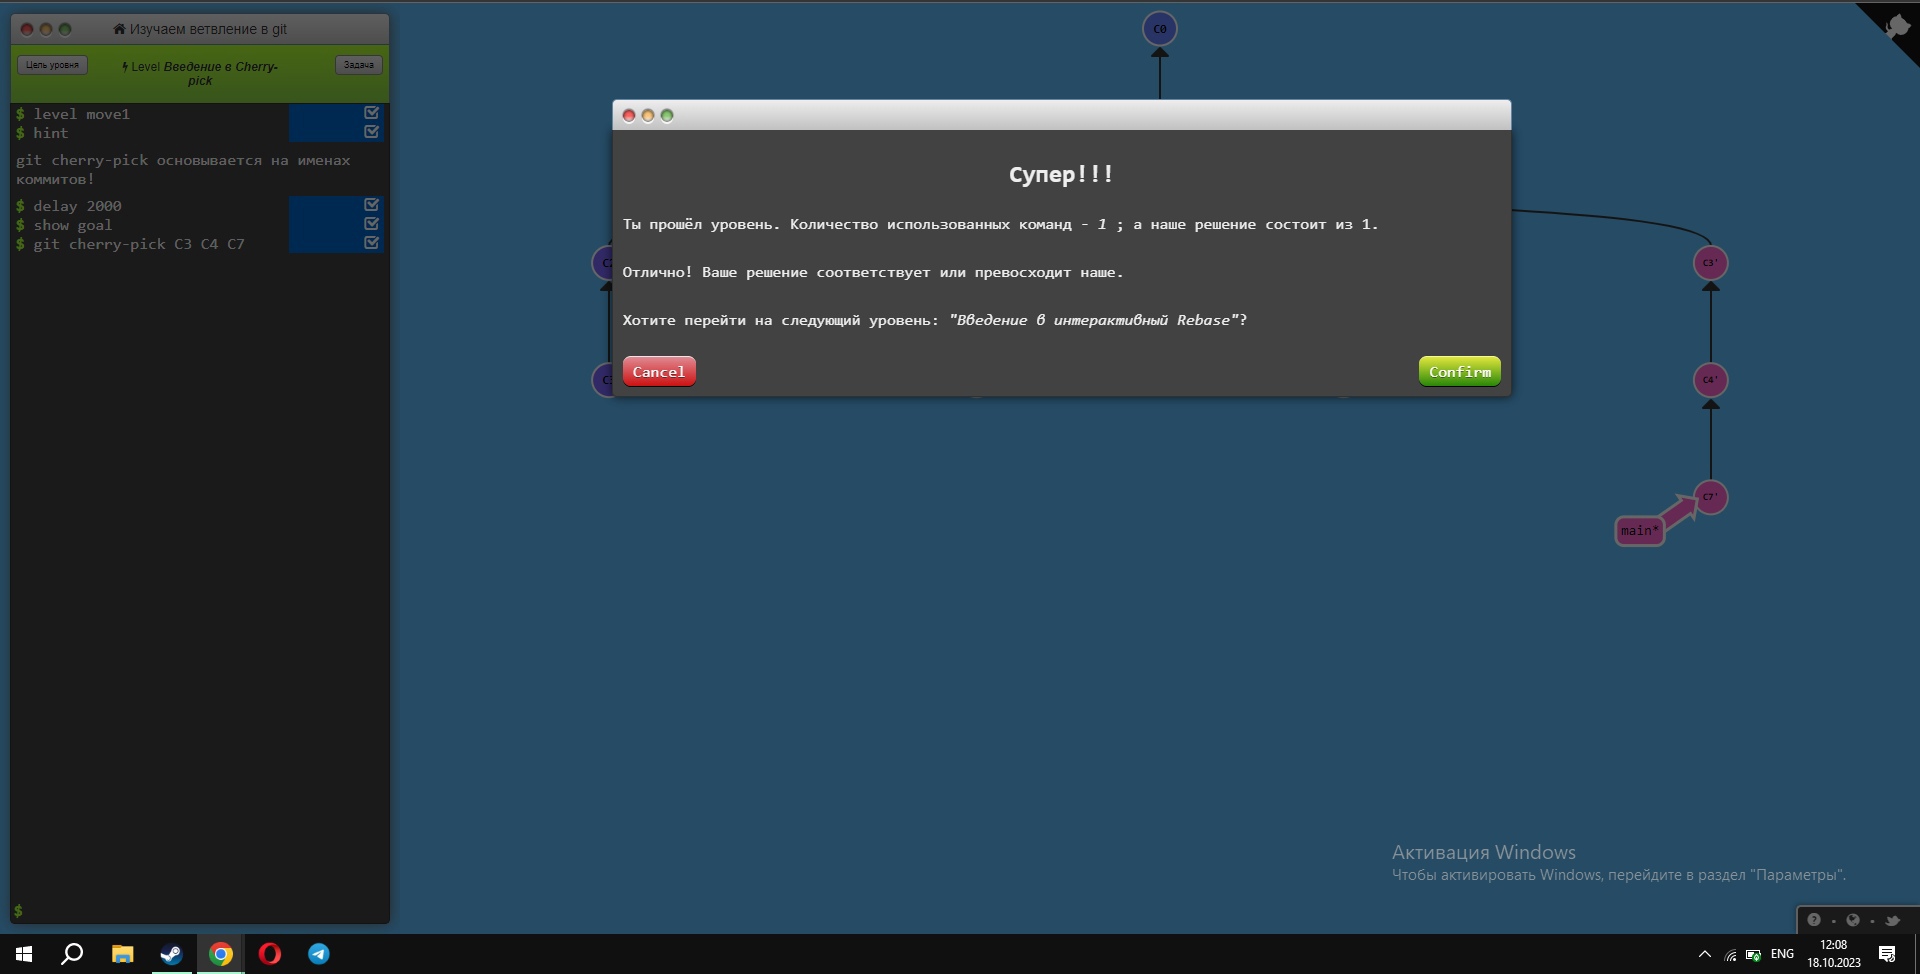 Изучаем ветвление в git
Цель уровня
Level Введение в Cherry-
pick
Задача
$ level move1
$ hint
git cherry-pick основывается на именах
коммитов!
$ delay 2000
$ show goal
$ git cherry-pick C3 C4 C7
$
C0
Супер!!!
Ты прошёл уровень. Количество использованных команд - 1 ; а наше решение состоит из 1.
Отлично! Ваше решение соответствует или превосходит наше.
Хотите перейти на следующий уровень: "Введение в интерактивный Rebase"?
Cancel
Confirm
C3'
C4'
C7'
main*
Активация Windows
Чтобы активировать Windows, перейдите в раздел "Параметры".
ENG
12:08
18.10.2023